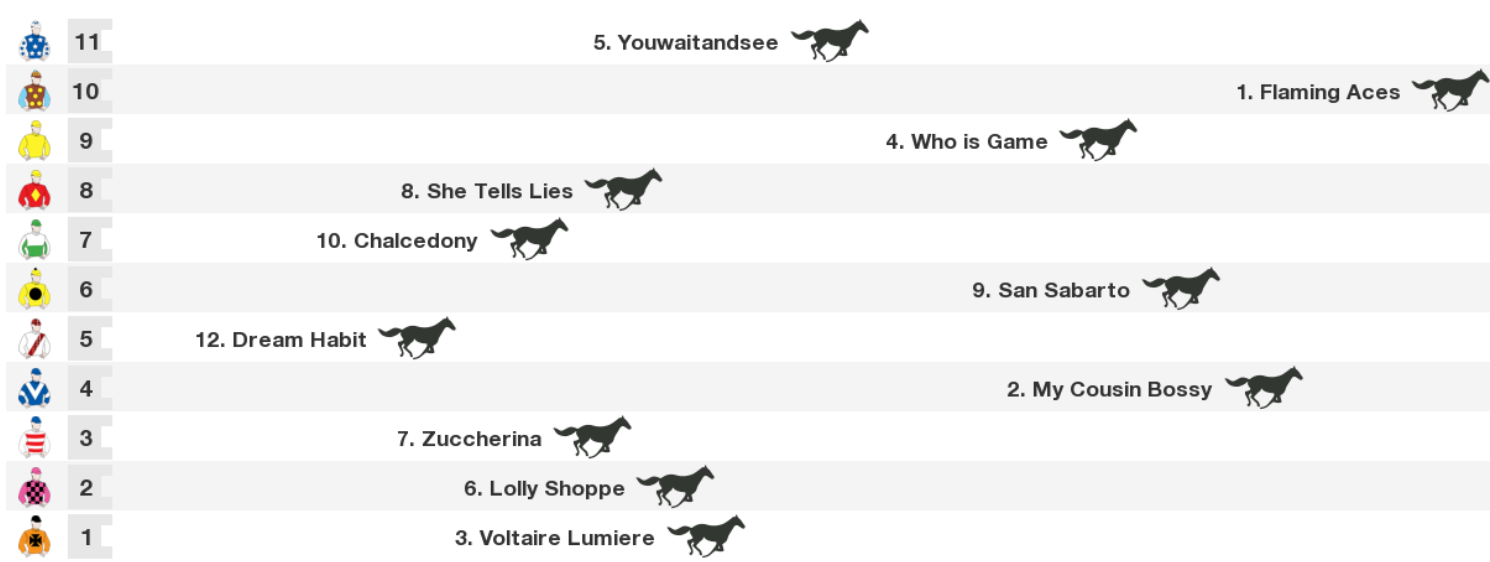 11 5. Youwaitandsee
10 1. Flaming Aces
9 4. Who is Game
8 8. She Tells Lies
7 10. Chalcedony
6 9. San Sabarto
5 12. Dream Habit
4 2. My Cousin Bossy
3 7. Zuccherina
2 6. Lolly Shoppe
1 3. Voltaire Lumiere